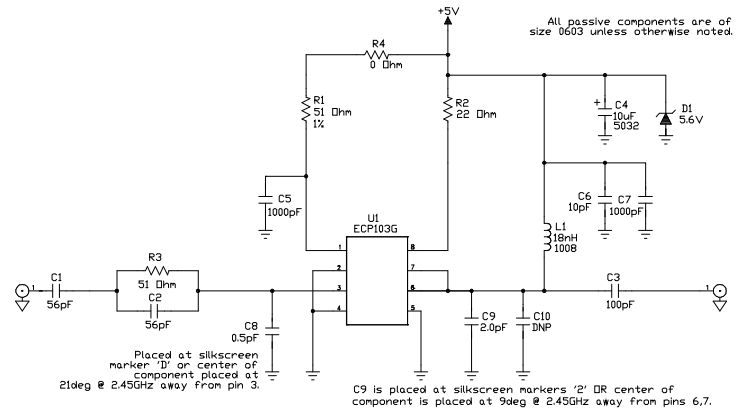 +5V
All passive components are of
size 0603 unless otherwise noted.
R4
0 Ohm
R1
51 Ohm
1%
R2
22 Ohm
+
C4
10uF
5032
D1
5.6V
C5
1000pF
C6
10pF
C7
1000pF
U1
ECP103G
L1
18nH
1008
1
2
3
4
8
7
6
5
1
C1
56pF
R3
51 Ohm
C2
56pF
C3
100pF
1
C8
0.5pF
C9
2.0pF
C10
DNP
Placed at silkscreen
marker 'D' or center of
component placed at
21deg @ 2.45GHz away from pin 3.
C9 is placed at silkscreen markers '2' OR center of
component is placed at 9deg @ 2.45GHz away from pins 6,7.